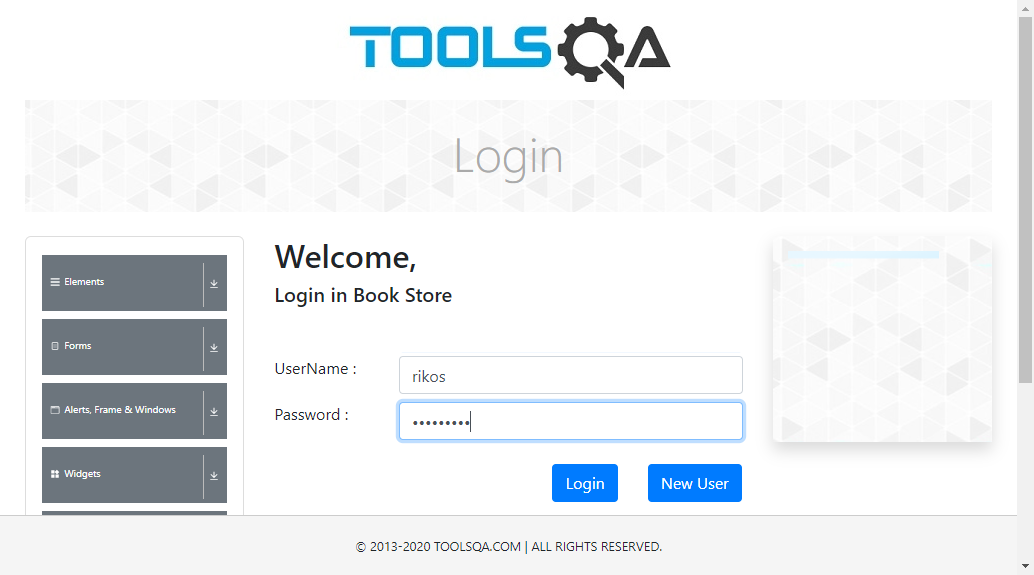 TOOLSQA
Login
Elements
Forms
Alerts, Frame & Windows
Widgets
Welcome,
Login in Book Store
UserName :
rikos
Password :
•••••••••
Login
New User
© 2013-2020 TOOLSQA.COM | ALL RIGHTS RESERVED.